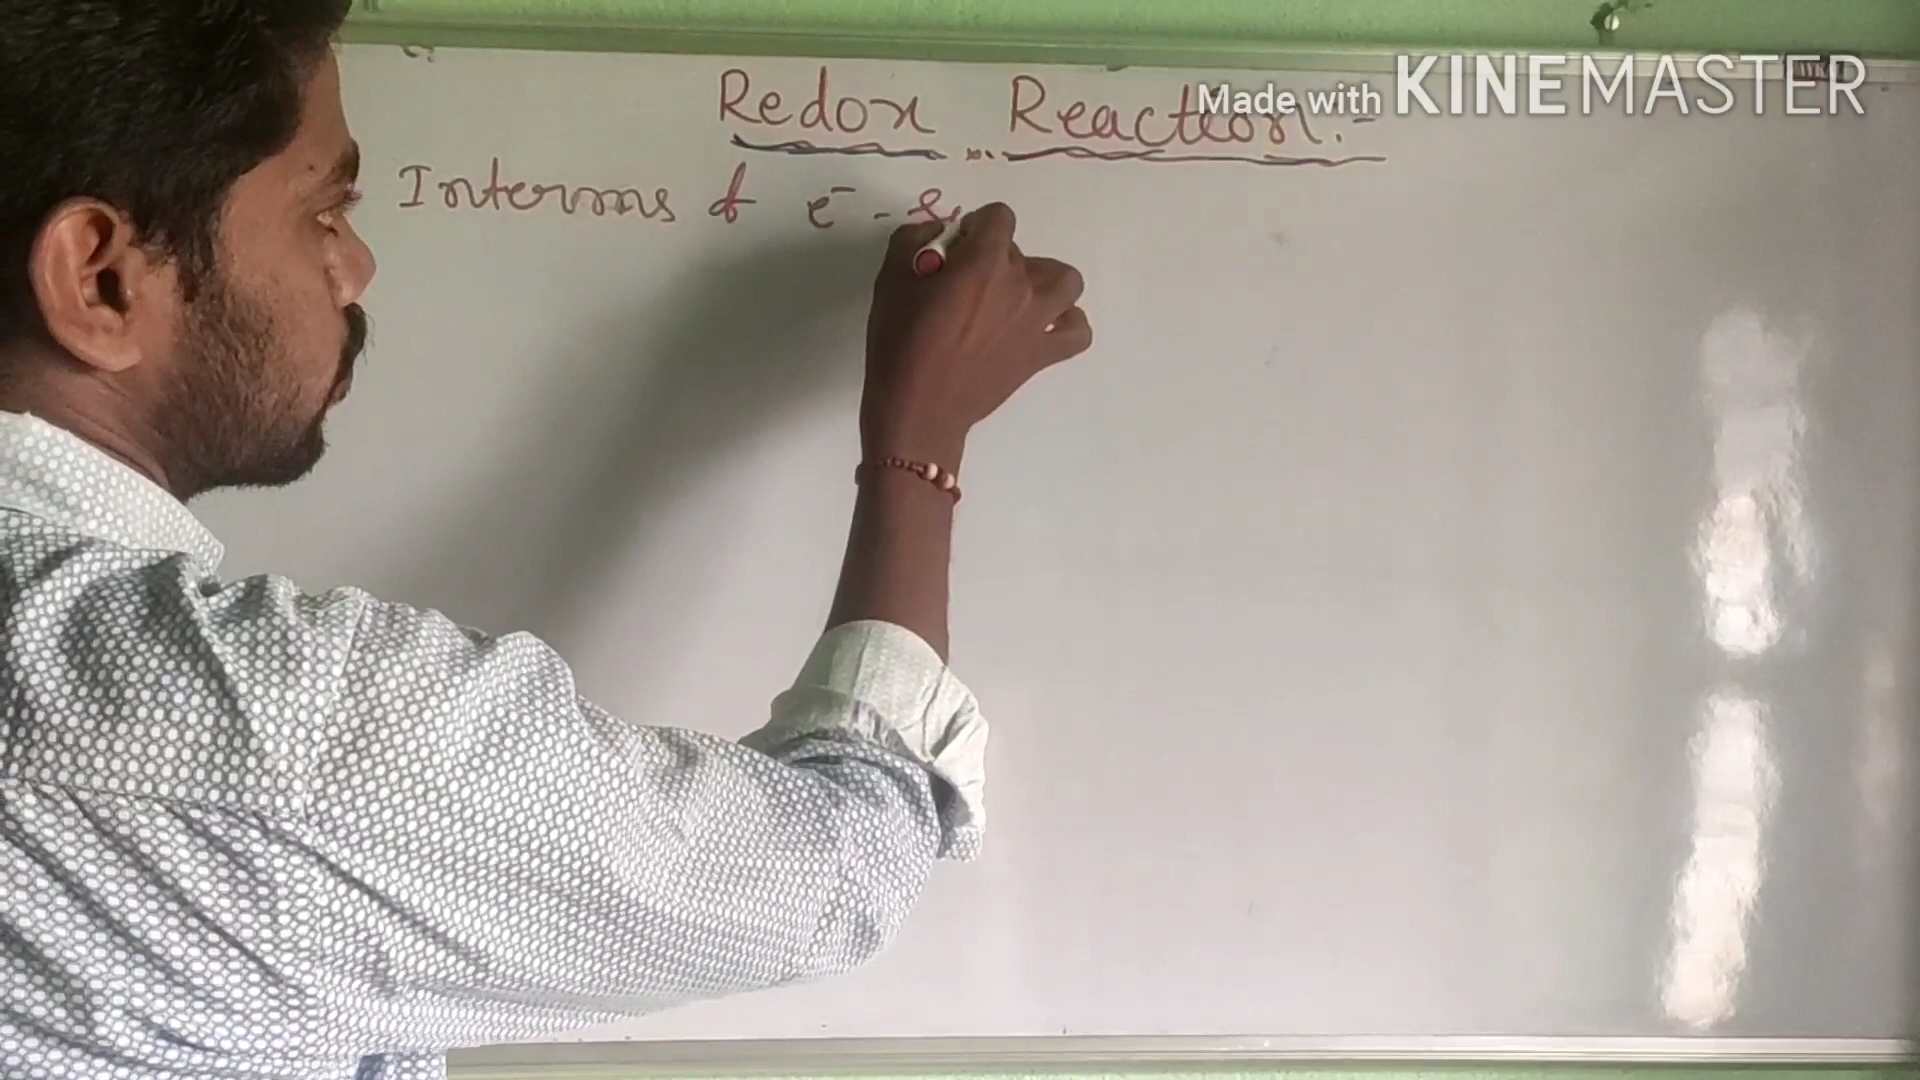 Redox Reaction:-
Made with KINEMASTER
Interms of e⁻ -